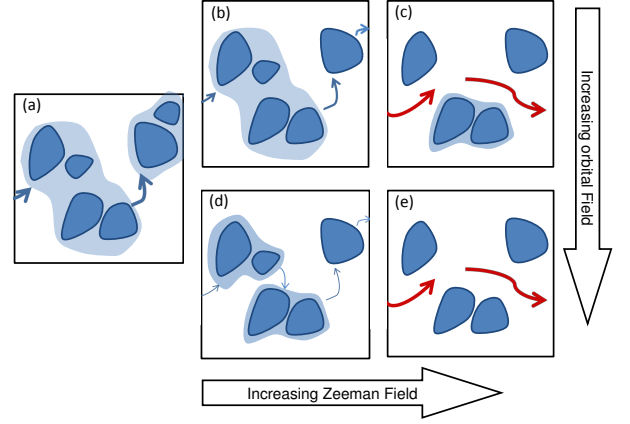 (a)
(b)
(c)
(d)
(e)
Increasing orbital Field
Increasing Zeeman Field